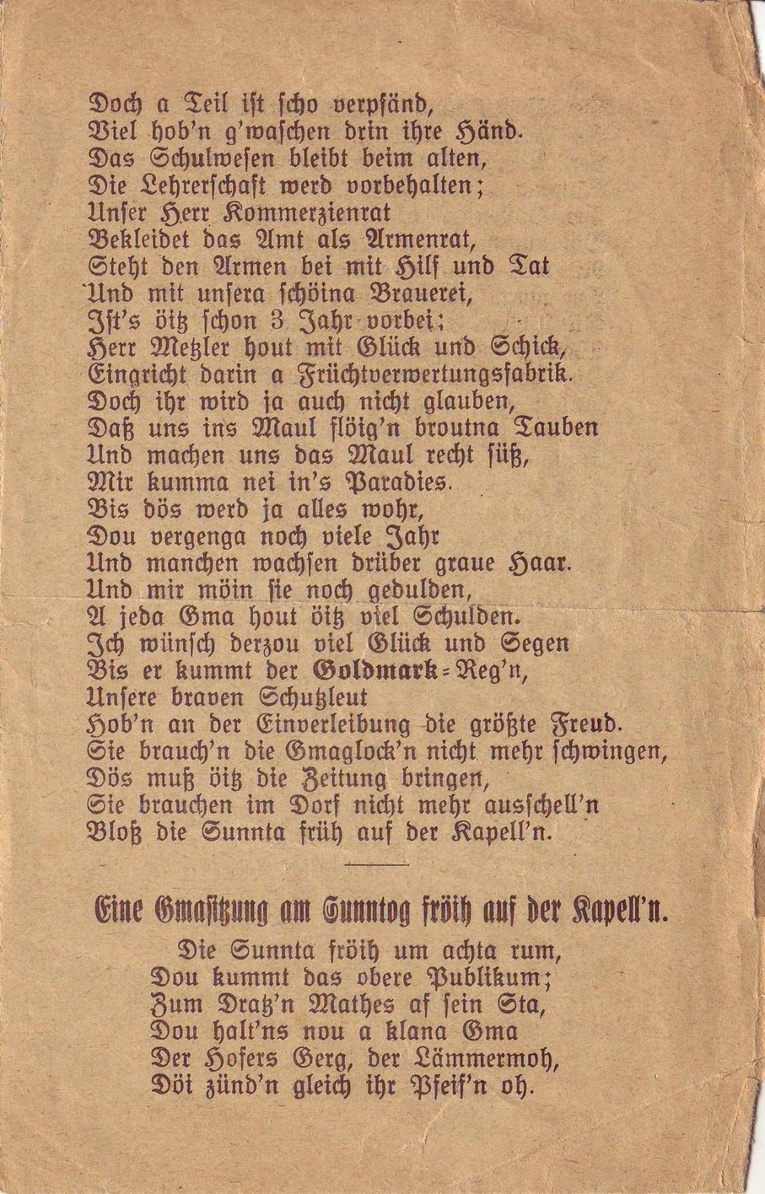 Doch a Teil ist scho verpfänd,
Viel hob'n g'waschen drin ihre Händ.
Das Schulwesen bleibt beim alten,
Die Lehrerschaft werd vorbehalten;
Unser Herr Kommerzienrat
Bekleidet das Amt als Armenrat,
Steht den Armen bei mit Hilf und Tat
Und mit unsera schöina Brauerei,
Ist's öitz schon 3 Jahr vorbei;
Herr Metzler hout mit Glück und Schick,
Eingricht darin a Früchtverwertungsfabrik.
Doch ihr wird ja auch nicht glauben,
Daß uns ins Maul flöig'n broutna Tauben
Und machen uns das Maul recht süß,
Mir kumma nei in's Paradies.
Bis dös werd ja alles wohr,
Dou vergenga noch viele Jahr
Und manchen wachsen drüber graue Haar.
Und mir möin sie noch gedulden,
A jeda Gma hout öitz viel Schulden.
Ich wünsch derzou viel Glück und Segen
Bis er kummt der Goldmark-Reg'n,
Unsere braven Schutzleut
Hob'n an der Einverleibung die größte Freud.
Sie brauch'n die Gmaglock'n nicht mehr schwingen,
Dös muß öitz die Zeitung bringen,
Sie brauchen im Dorf nicht mehr ausschell'n
Bloß die Sunnta früh auf der Kapell'n.
Eine Gmasitzung am Sunntog fröih auf der Kapell'n.
Die Sunnta fröih um achta rum,
Dou kummt das obere Publikum;
Zum Dratz'n Mathes af sein Sta,
Dou halt'ns nou a klana Gma
Der Hofers Gerg, der Lämmermoh,
Döi zünd'n gleich ihr Pfeif'n oh.